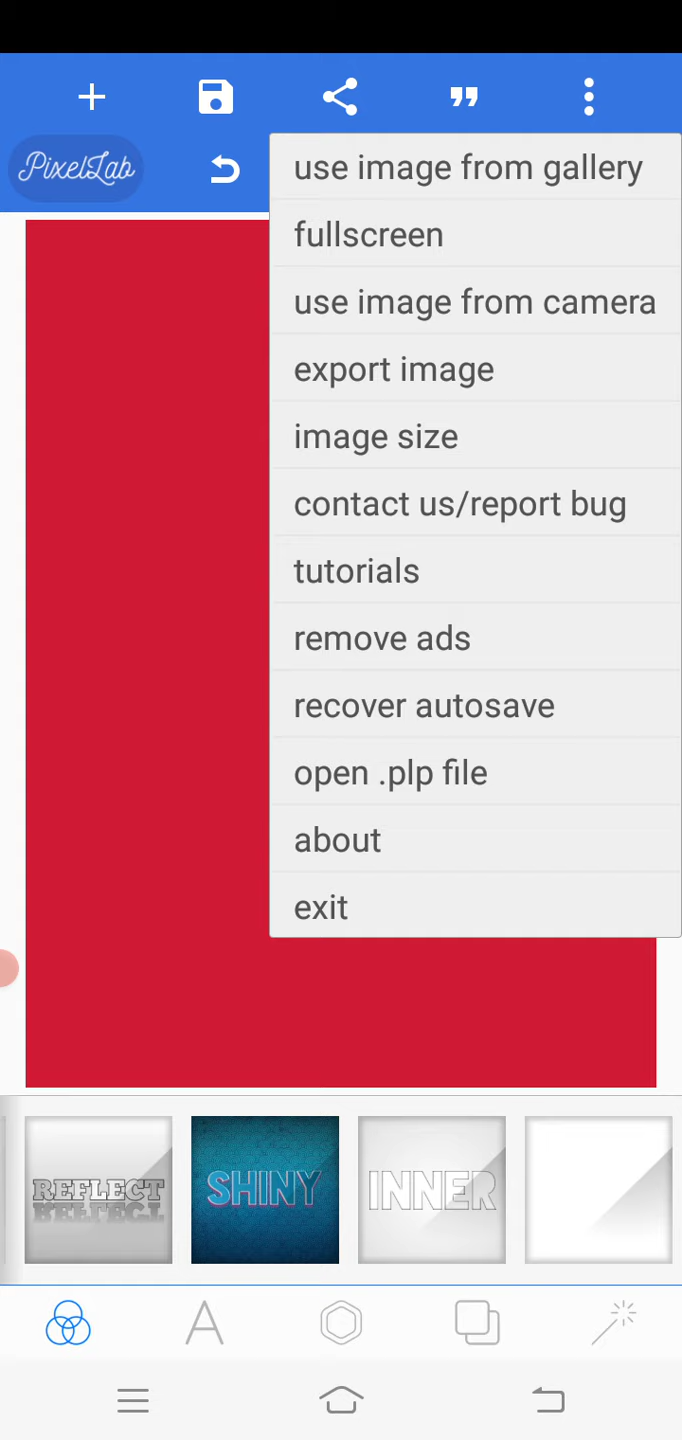 PixelLab
use image from gallery
fullscreen
use image from camera
export image
image size
contact us/report bug
tutorials
remove ads
recover autosave
open .plp file
about
exit
REFLECT
SHINY
INNER